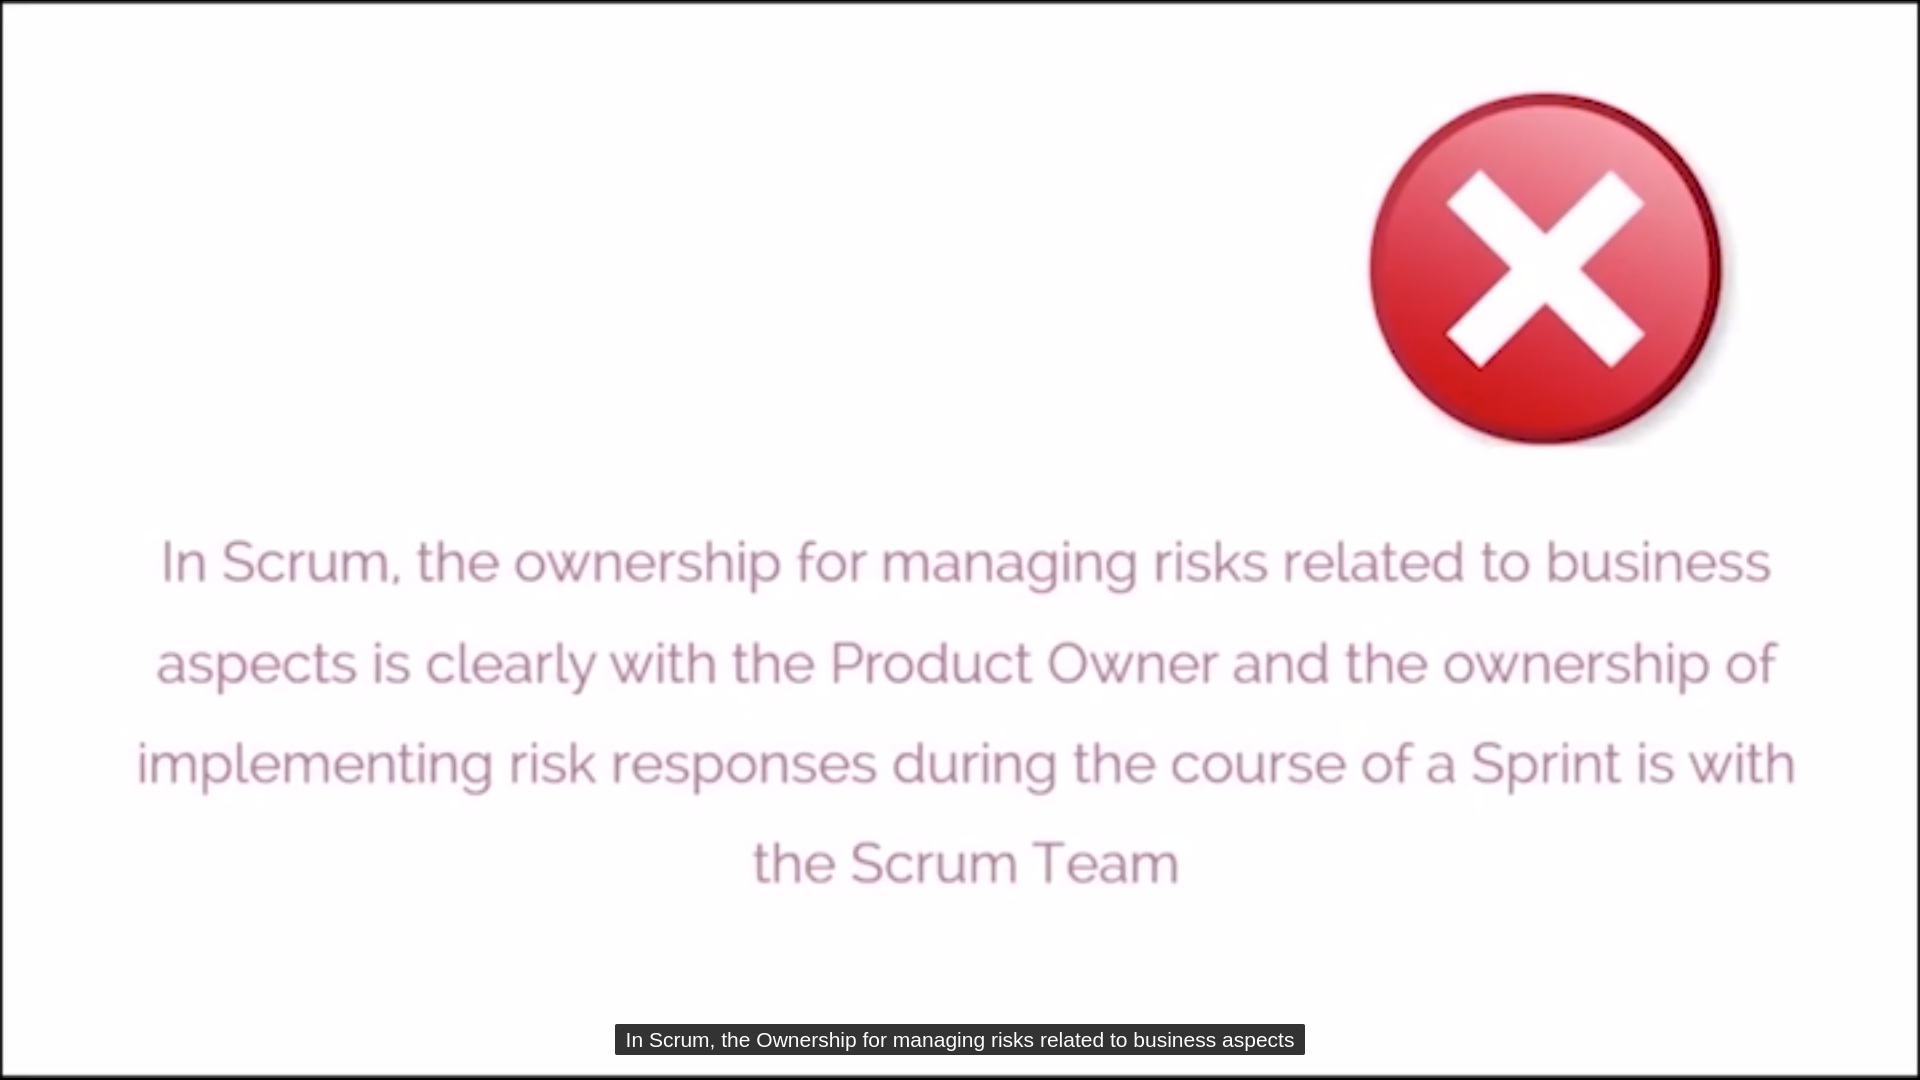 In Scrum, the ownership for managing risks related to business
aspects is clearly with the Product Owner and the ownership of
implementing risk responses during the course of a Sprint is with
the Scrum Team
In Scrum, the Ownership for managing risks related to business aspects